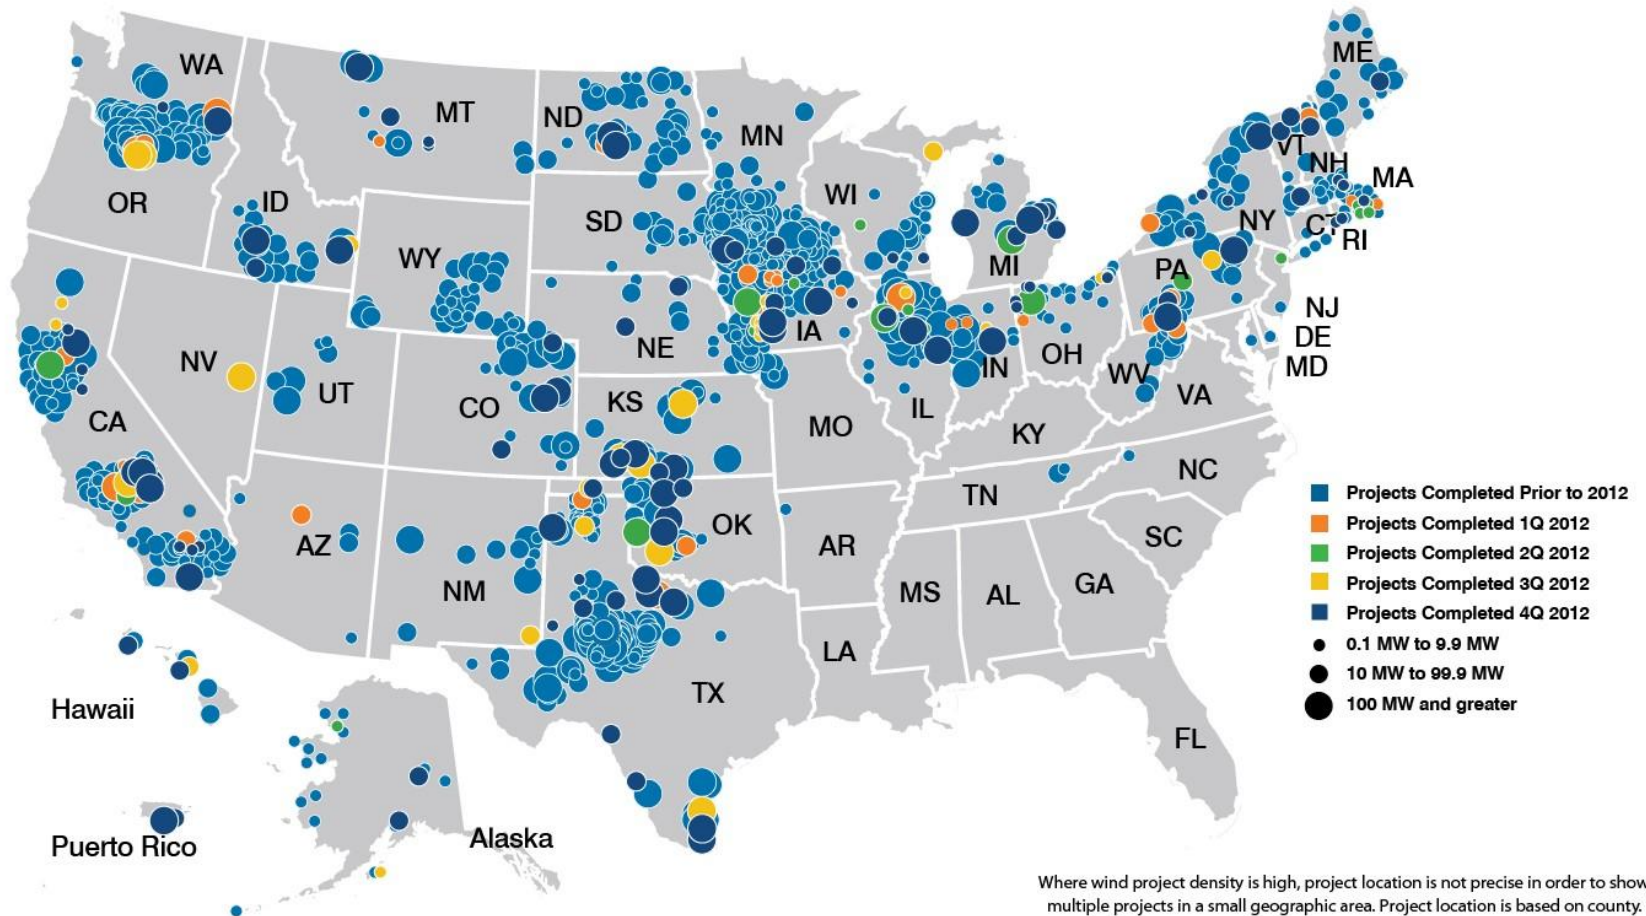 WA
ME
MT
ND
MN
VT
NH
MA
OR
ID
WI
SD
NY
CT
RI
WY
MI
PA
NJ
NE
IA
DE
NV
OH
MD
IN
UT
WV
CO
KS
VA
CA
IL
MO
KY
NC
TN
OK
AZ
AR
SC
NM
MS
AL
GA
LA
TX
FL
Hawaii
Puerto Rico
Alaska
Projects Completed Prior to 2012
Projects Completed 1Q 2012
Projects Completed 2Q 2012
Projects Completed 3Q 2012
Projects Completed 4Q 2012
0.1 MW to 9.9 MW
10 MW to 99.9 MW
100 MW and greater
Where wind project density is high, project location is not precise in order to show
multiple projects in a small geographic area. Project location is based on county.